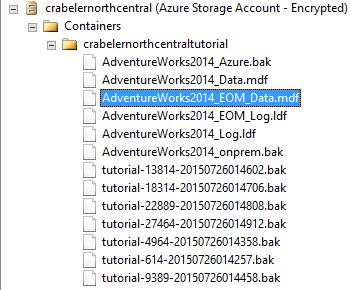 crabelernorthcentral (Azure Storage Account - Encrypted)
Containers
crabelernorthcentraltutorial
AdventureWorks2014_Azure.bak
AdventureWorks2014_Data.mdf
AdventureWorks2014_EOM_Data.mdf
AdventureWorks2014_EOM_Log.ldf
AdventureWorks2014_Log.ldf
AdventureWorks2014_onprem.bak
tutorial-13814-20150726014602.bak
tutorial-18314-20150726014706.bak
tutorial-22889-20150726014808.bak
tutorial-27464-20150726014912.bak
tutorial-4964-20150726014358.bak
tutorial-614-20150726014257.bak
tutorial-9389-20150726014458.bak